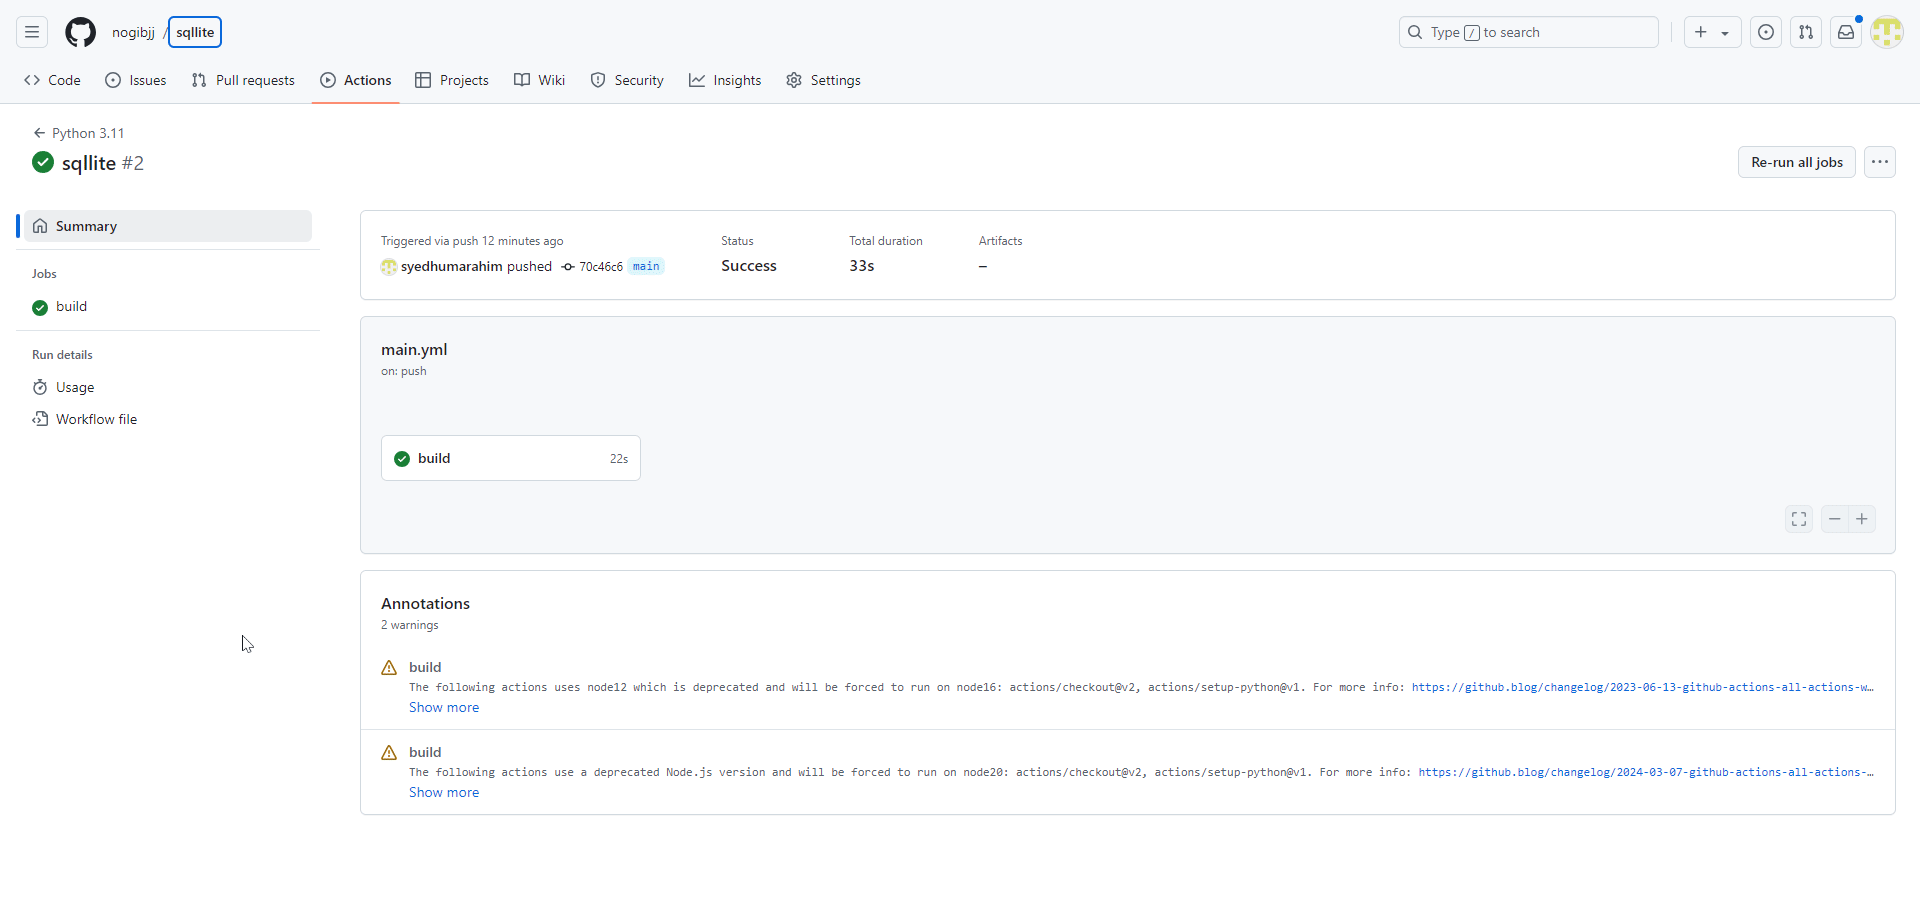 nogibjj / sqllite
Type / to search
Code
Issues
Pull requests
Actions
Projects
Wiki
Security
Insights
Settings
Python 3.11
sqllite #2
Re-run all jobs
Summary
Jobs
build
Run details
Usage
Workflow file
Triggered via push 12 minutes ago
syedhumarahim pushed 70c46c6 main
Status
Success
Total duration
33s
Artifacts
–
main.yml
on: push
build 22s
Annotations
2 warnings
build
The following actions uses node12 which is deprecated and will be forced to run on node16: actions/checkout@v2, actions/setup-python@v1. For more info: https://github.blog/changelog/2023-06-13-github-actions-all-actions-w…
Show more
build
The following actions use a deprecated Node.js version and will be forced to run on node20: actions/checkout@v2, actions/setup-python@v1. For more info: https://github.blog/changelog/2024-03-07-github-actions-all-actions-…
Show more